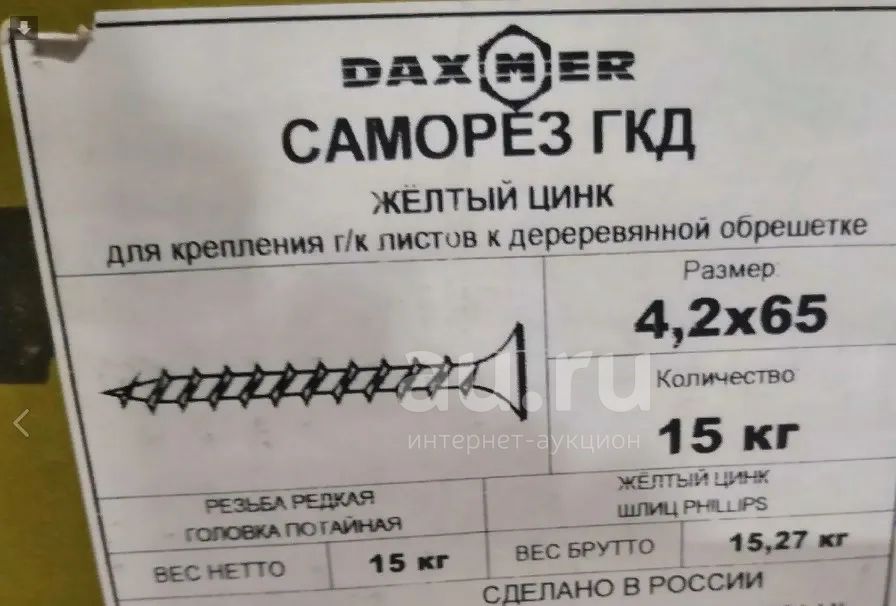 DAXMER
САМОРЕЗ ГКД
ЖЁЛТЫЙ ЦИНК
для крепления г/к листов к дереревянной обрешетке
Размер:
4,2х65
Количество
15 кг
au.ru
интернет-аукцион
РЕЗЬБА РЕДКАЯ
ГОЛОВКА ПОТАЙНАЯ
ЖЁЛТЫЙ ЦИНК
ШЛИЦ PHILLIPS
ВЕС НЕТТО
15 кг
ВЕС БРУТТО
15,27 кг
СДЕЛАНО В РОССИИ